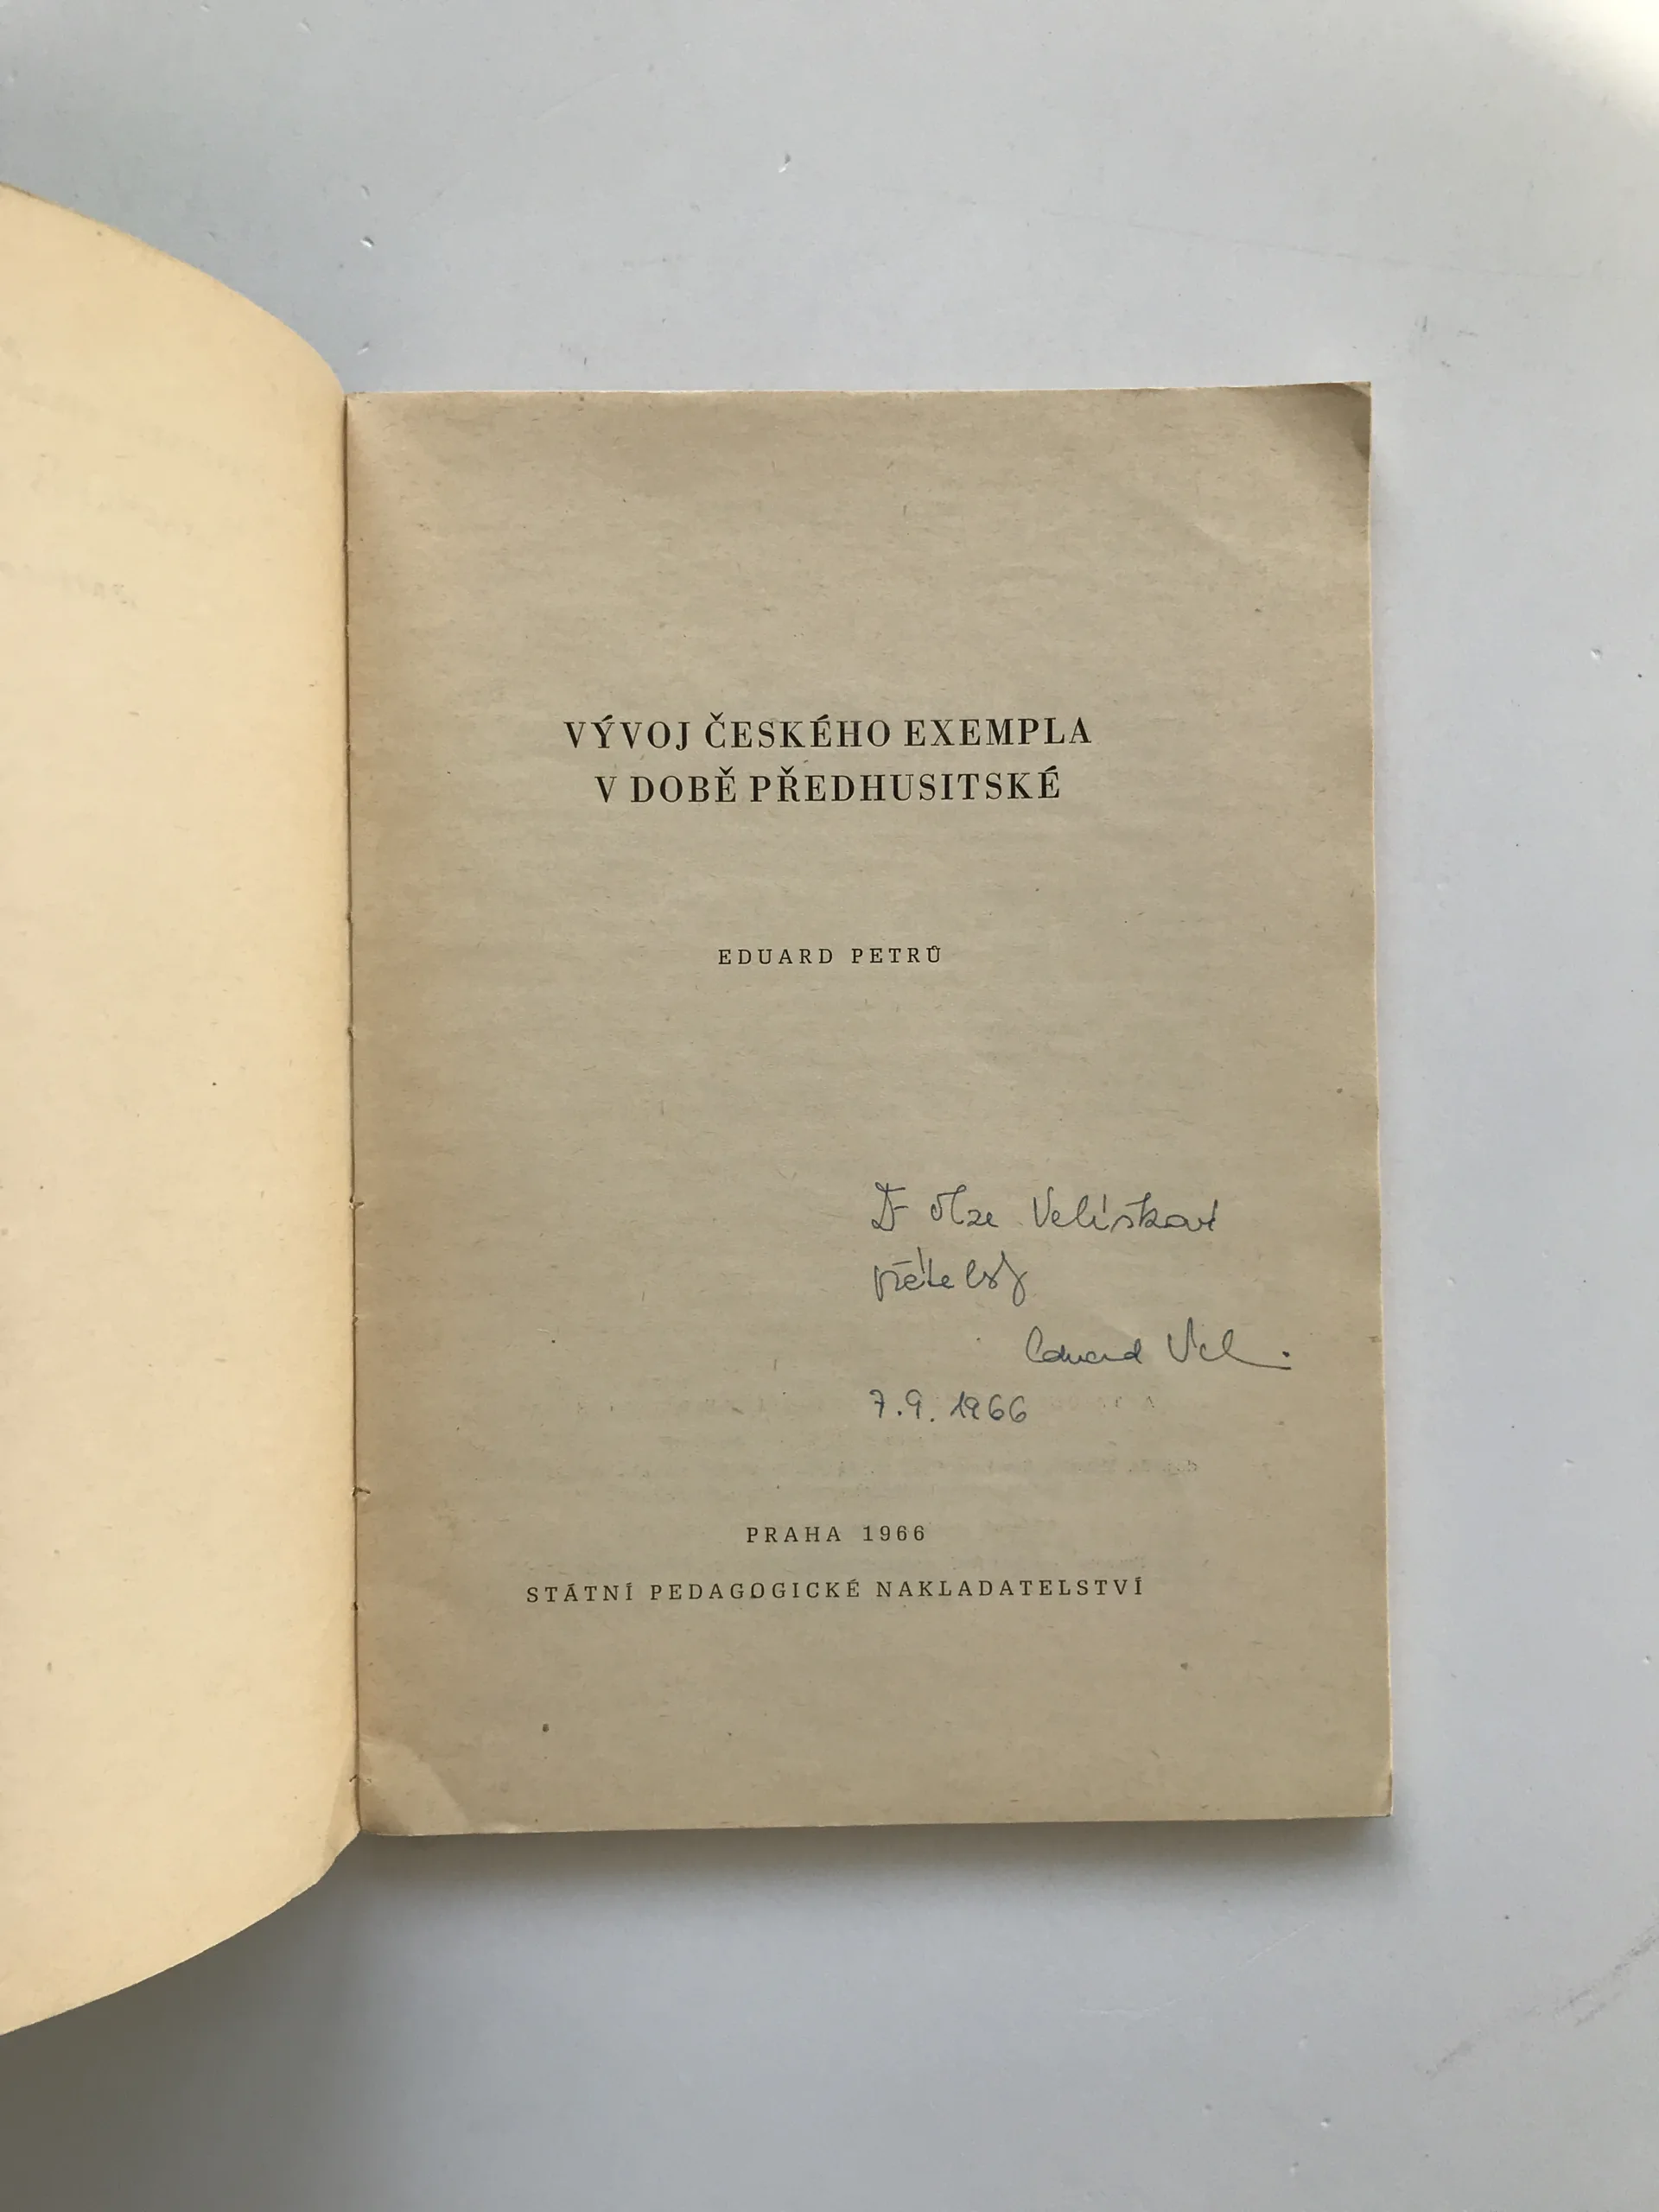 VÝVOJ ČESKÉHO EXEMPLA
V DOBĚ PŘEDHUSITSKÉ
EDUARD PETRŮ
Dr Olze Velíškové
přátelsky
Eduard
7.9.1966
PRAHA 1966
STÁTNÍ PEDAGOGICKÉ NAKLADATELSTVÍ